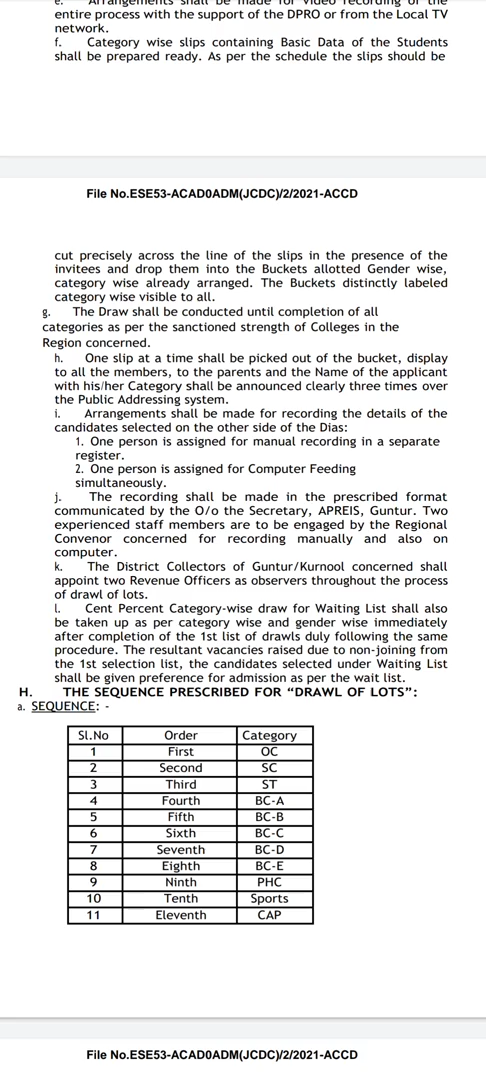 e. Arrangements shall be made for video recording of the
entire process with the support of the DPRO or from the Local TV
network.
f. Category wise slips containing Basic Data of the Students
shall be prepared ready. As per the schedule the slips should be
File No.ESE53-ACAD0ADM(JCDC)/2/2021-ACCD
cut precisely across the line of the slips in the presence of the
invitees and drop them into the Buckets allotted Gender wise,
category wise already arranged. The Buckets distinctly labeled
category wise visible to all.
g. The Draw shall be conducted until completion of all
categories as per the sanctioned strength of Colleges in the
Region concerned.
h. One slip at a time shall be picked out of the bucket, display
to all the members, to the parents and the Name of the applicant
with his/her Category shall be announced clearly three times over
the Public Addressing system.
i. Arrangements shall be made for recording the details of the
candidates selected on the other side of the Dias:
1. One person is assigned for manual recording in a separate
register.
2. One person is assigned for Computer Feeding
simultaneously.
j. The recording shall be made in the prescribed format
communicated by the O/o the Secretary, APREIS, Guntur. Two
experienced staff members are to be engaged by the Regional
Convenor concerned for recording manually and also on
computer.
k. The District Collectors of Guntur/Kurnool concerned shall
appoint two Revenue Officers as observers throughout the process
of drawl of lots.
l. Cent Percent Category-wise draw for Waiting List shall also
be taken up as per category wise and gender wise immediately
after completion of the 1st list of drawls duly following the same
procedure. The resultant vacancies raised due to non-joining from
the 1st selection list, the candidates selected under Waiting List
shall be given preference for admission as per the wait list.
H. THE SEQUENCE PRESCRIBED FOR “DRAWL OF LOTS”:
a. SEQUENCE: -
Sl.No Order Category
1 First OC
2 Second SC
3 Third ST
4 Fourth BC-A
5 Fifth BC-B
6 Sixth BC-C
7 Seventh BC-D
8 Eighth BC-E
9 Ninth PHC
10 Tenth Sports
11 Eleventh CAP
File No.ESE53-ACAD0ADM(JCDC)/2/2021-ACCD